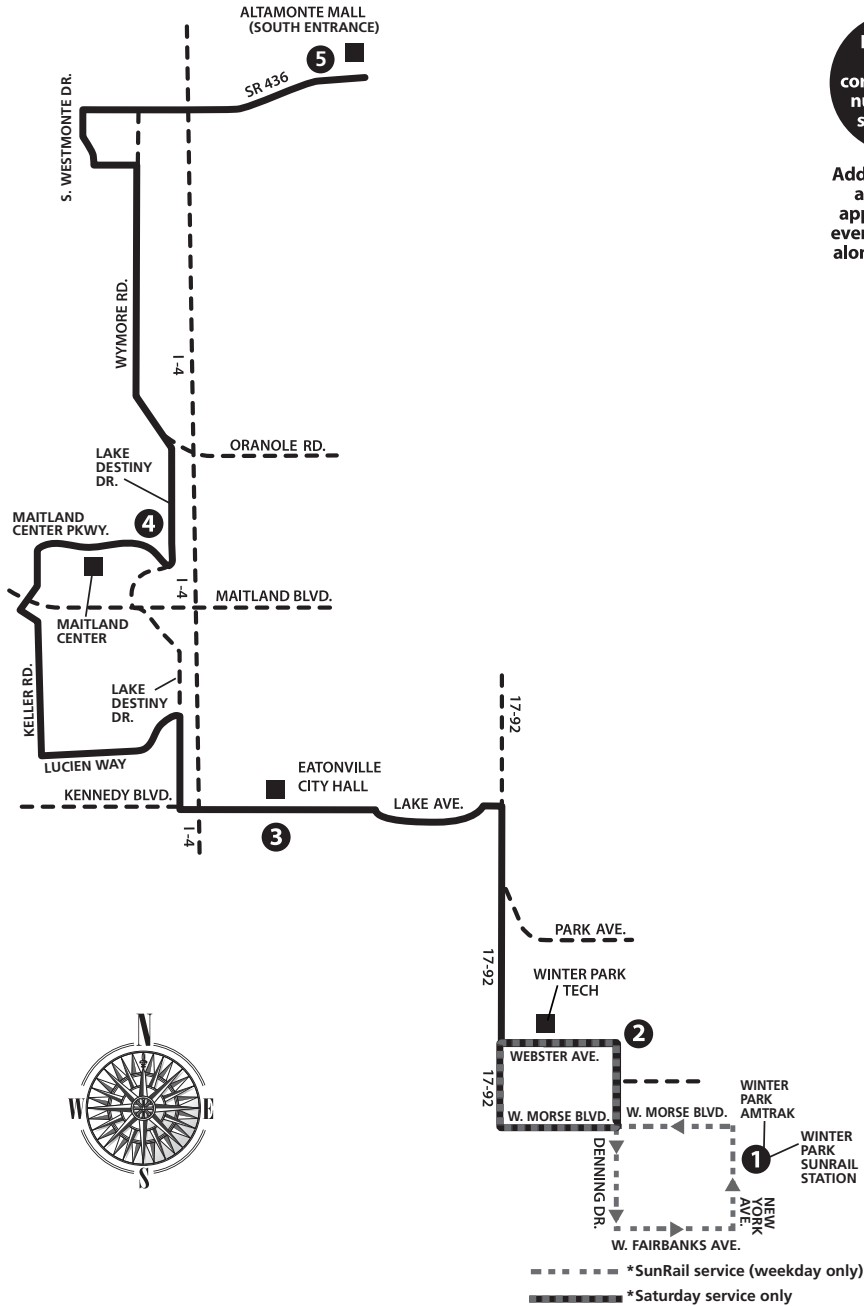 ALTAMONTE MALL
(SOUTH ENTRANCE)
5
SR 436
S. WESTMONTE DR.
WYMORE RD.
I-4
ORANOLE RD.
LAKE
DESTINY
DR.
4
MAITLAND
CENTER PKWY.
I-4
MAITLAND BLVD.
MAITLAND
CENTER
KELLER RD.
LAKE
DESTINY
DR.
LUCIEN WAY
KENNEDY BLVD.
I-4
EATONVILLE
CITY HALL
3
LAKE AVE.
17-92
PARK AVE.
17-92
WINTER PARK
TECH
2
WEBSTER AVE.
17-92
W. MORSE BLVD.
W. MORSE BLVD.
WINTER
PARK
AMTRAK
1
WINTER
PARK
SUNRAIL
STATION
DENNING DR.
NEW
YORK
AVE.
W. FAIRBANKS AVE.
*SunRail service (weekday only)
*Saturday service only
N
W E
S